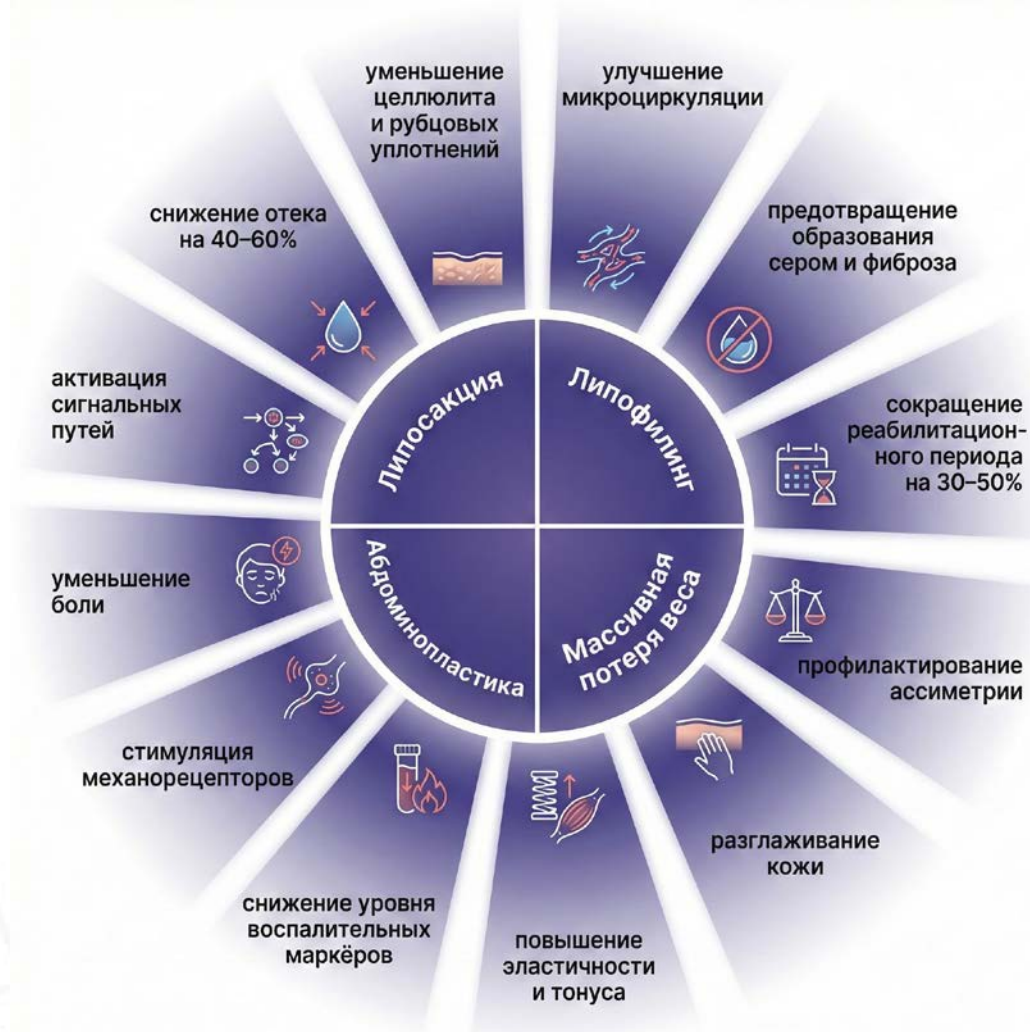 уменьшение
целлюлита
и рубцовых
уплотнений
улучшение
микроциркуляции
предотвращение
образования
сером и фиброза
сокращение
реабилитацион-
ного периода
на 30–50%
профилактирование
ассиметрии
разглаживание
кожи
повышение
эластичности
и тонуса
снижение уровня
воспалительных
маркёров
стимуляция
механорецепторов
уменьшение
боли
активация
сигнальных
путей
снижение отека
на 40–60%
Липосакция
Липофилинг
Абдоминопластика
Массивная
потеря веса